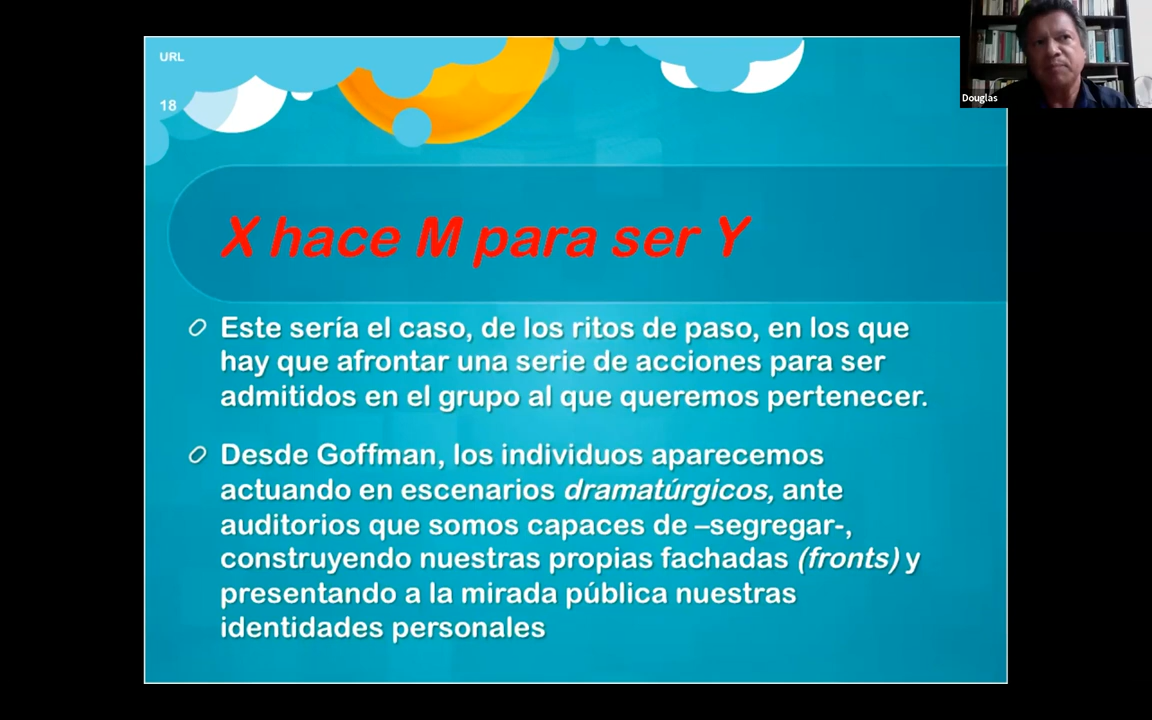 URL
18
Douglas
X hace M para ser Y
Este sería el caso, de los ritos de paso, en los que
hay que afrontar una serie de acciones para ser
admitidos en el grupo al que queremos pertenecer.
Desde Goffman, los individuos aparecemos
actuando en escenarios dramatúrgicos, ante
auditorios que somos capaces de –segregar-,
construyendo nuestras propias fachadas (fronts) y
presentando a la mirada pública nuestras
identidades personales